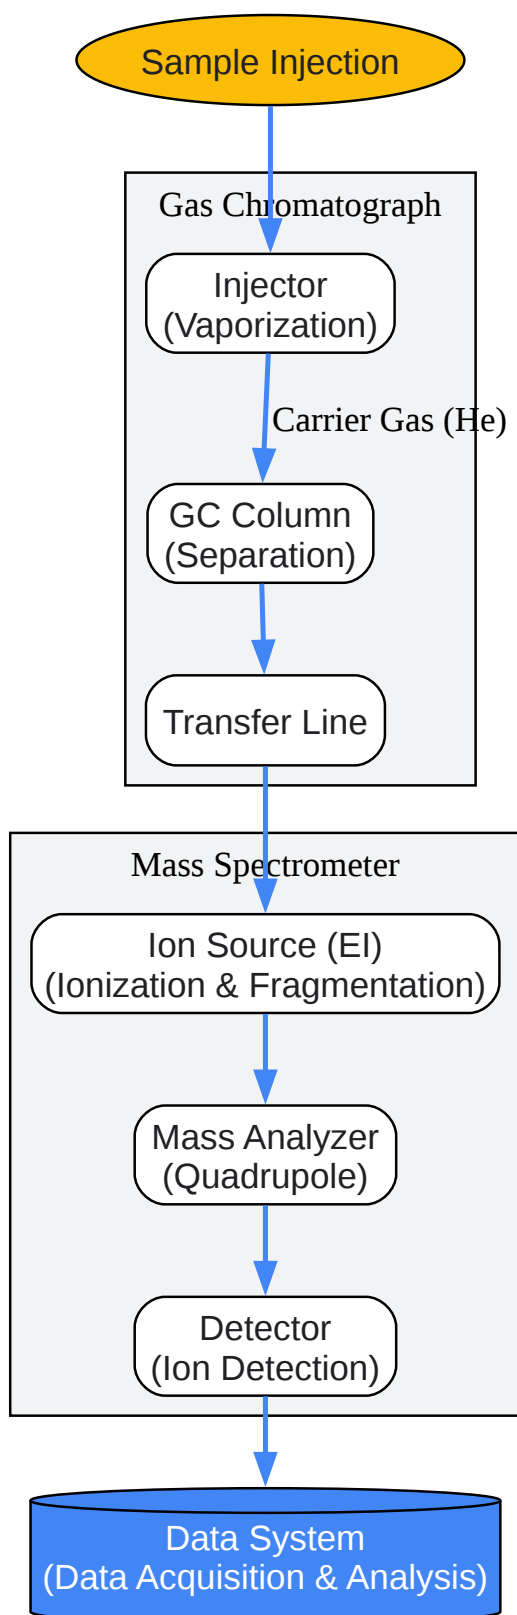 Sample Injection
Gas Chromatograph
Injector
(Vaporization)
Carrier Gas (He)
GC Column
(Separation)
Transfer Line
Mass Spectrometer
Ion Source (EI)
(Ionization & Fragmentation)
Mass Analyzer
(Quadrupole)
Detector
(Ion Detection)
Data System
(Data Acquisition & Analysis)